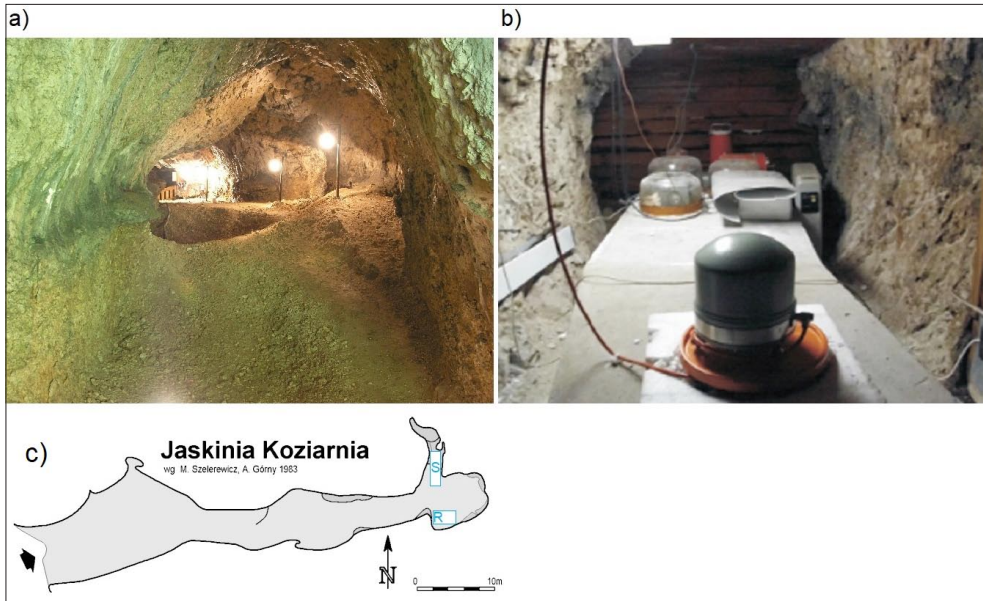 a)
b)
c)
Jaskinia Koziarnia
wg M. Szelerewicz, A. Górny 1983
S
R
N
0 10m